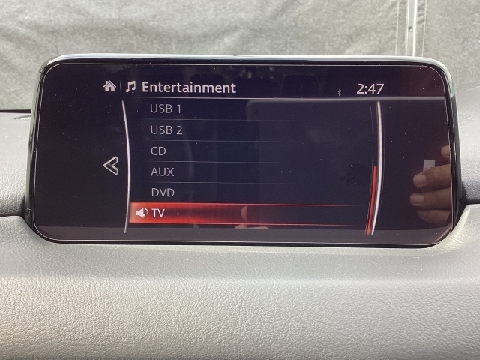 Entertainment 2:47
USB 1
USB 2
CD
AUX
DVD
TV